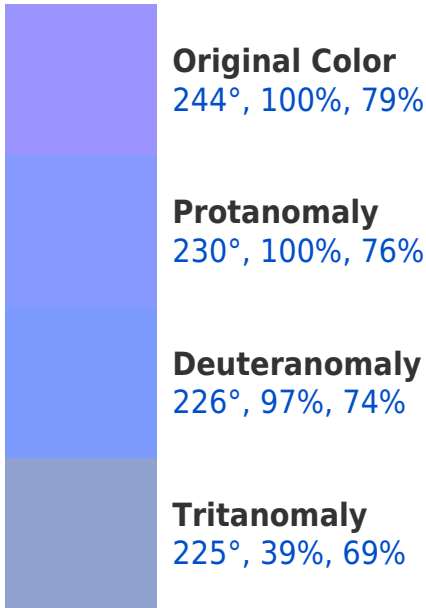 Original Color
244°, 100%, 79%
Protanomaly
230°, 100%, 76%
Deuteranomaly
226°, 97%, 74%
Tritanomaly
225°, 39%, 69%